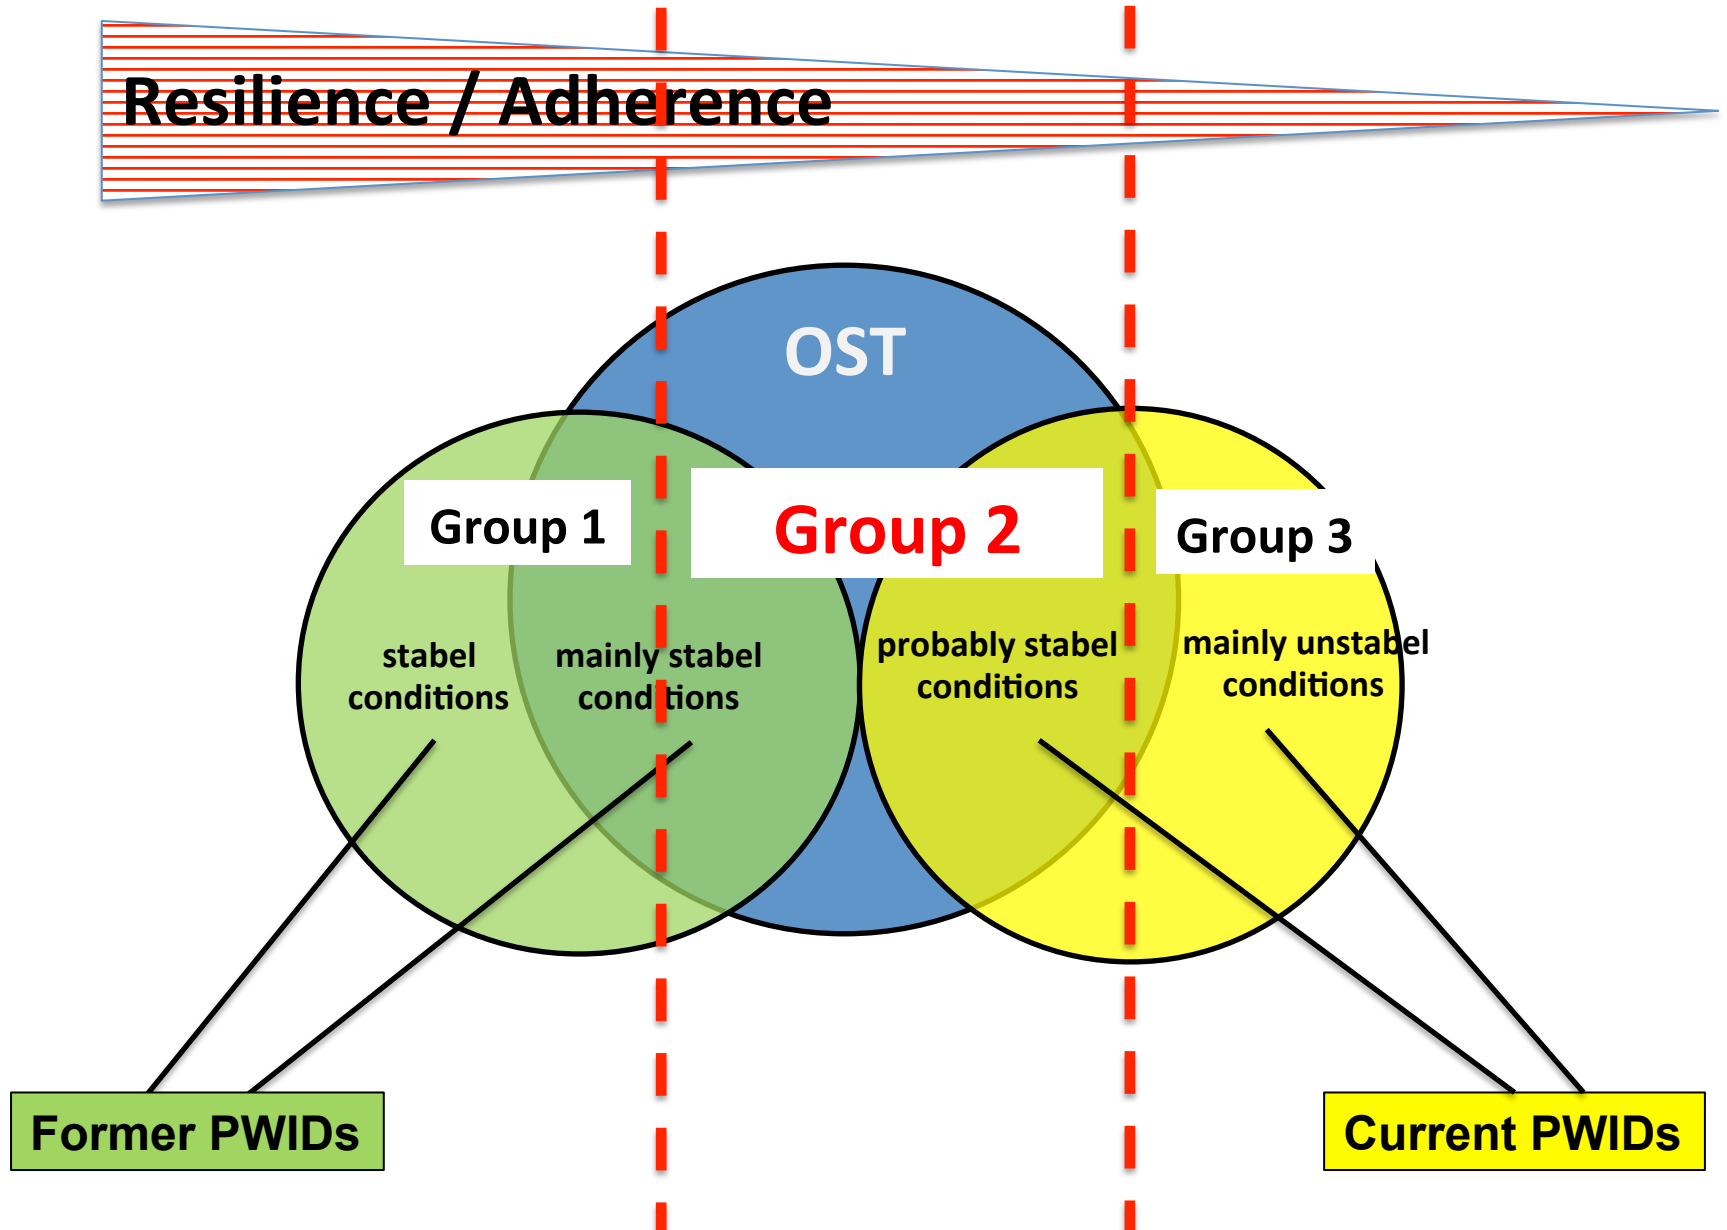 Resilience / Adherence
OST
Group 1
Group 2
Group 3
stabel
conditions
mainly stabel
conditions
probably stabel
conditions
mainly unstabel
conditions
Former PWIDs
Current PWIDs